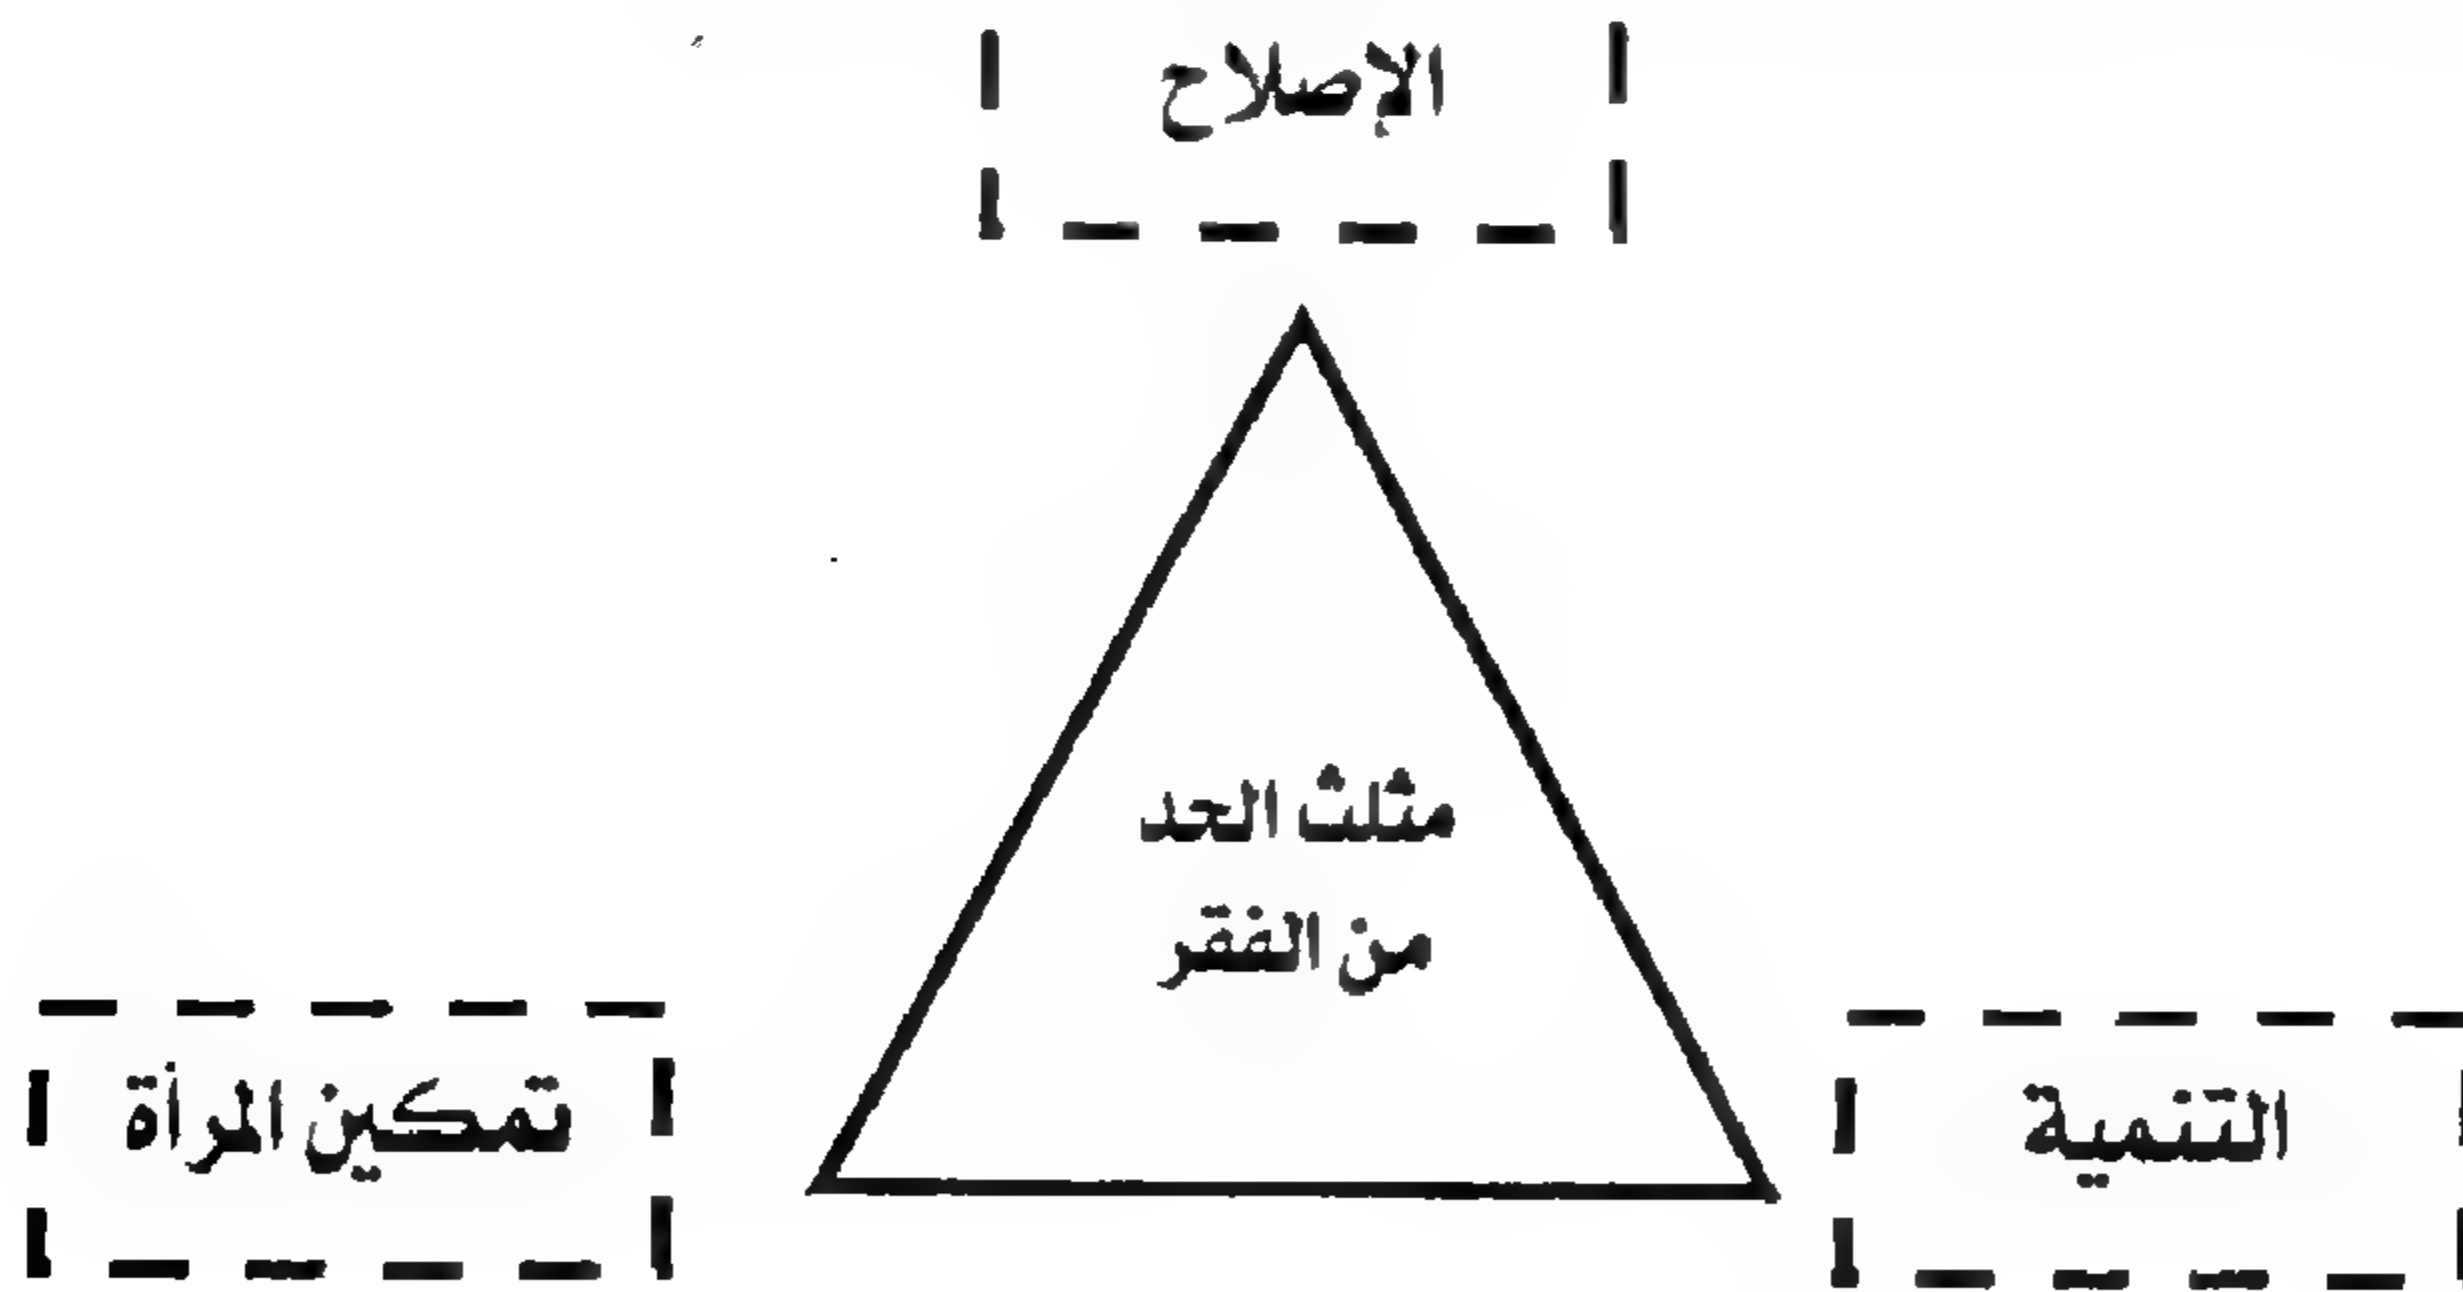 الإصلاح
مثلث الحد
من الفقر
التنمية
تمكين المرأة